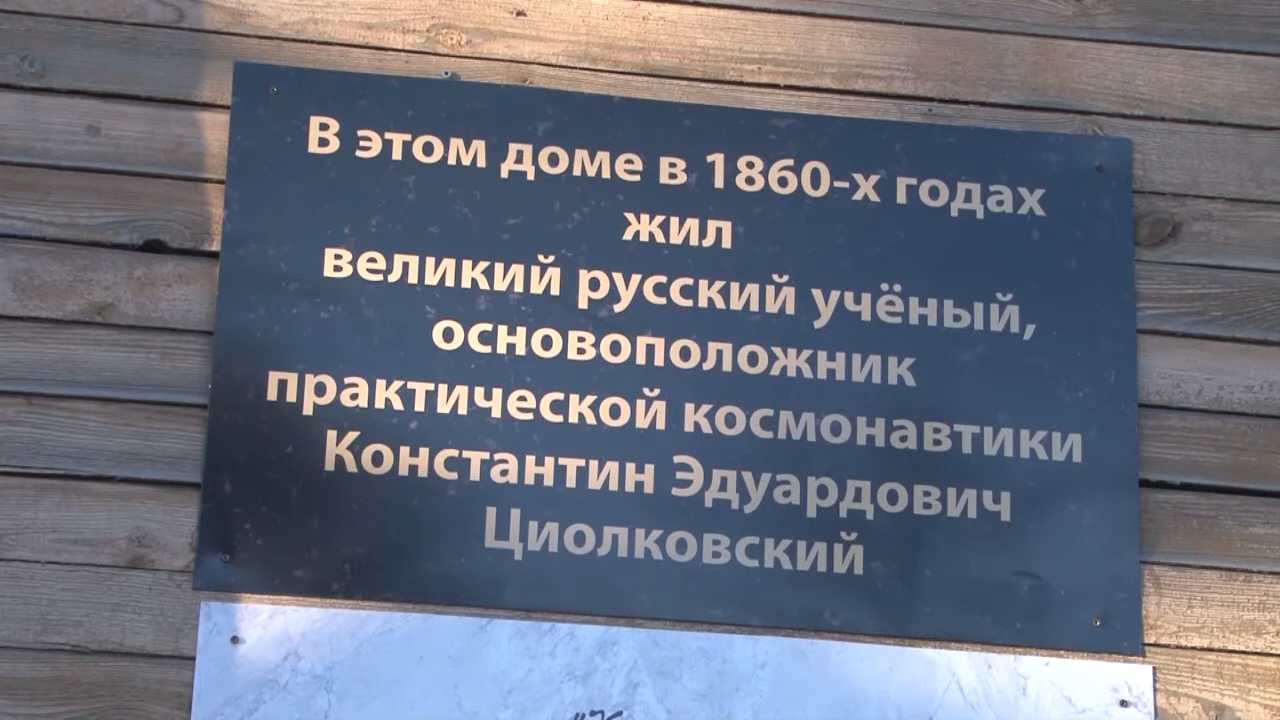 В этом доме в 1860-х годах
жил
великий русский учёный,
основоположник
практической космонавтики
Константин Эдуардович
Циолковский